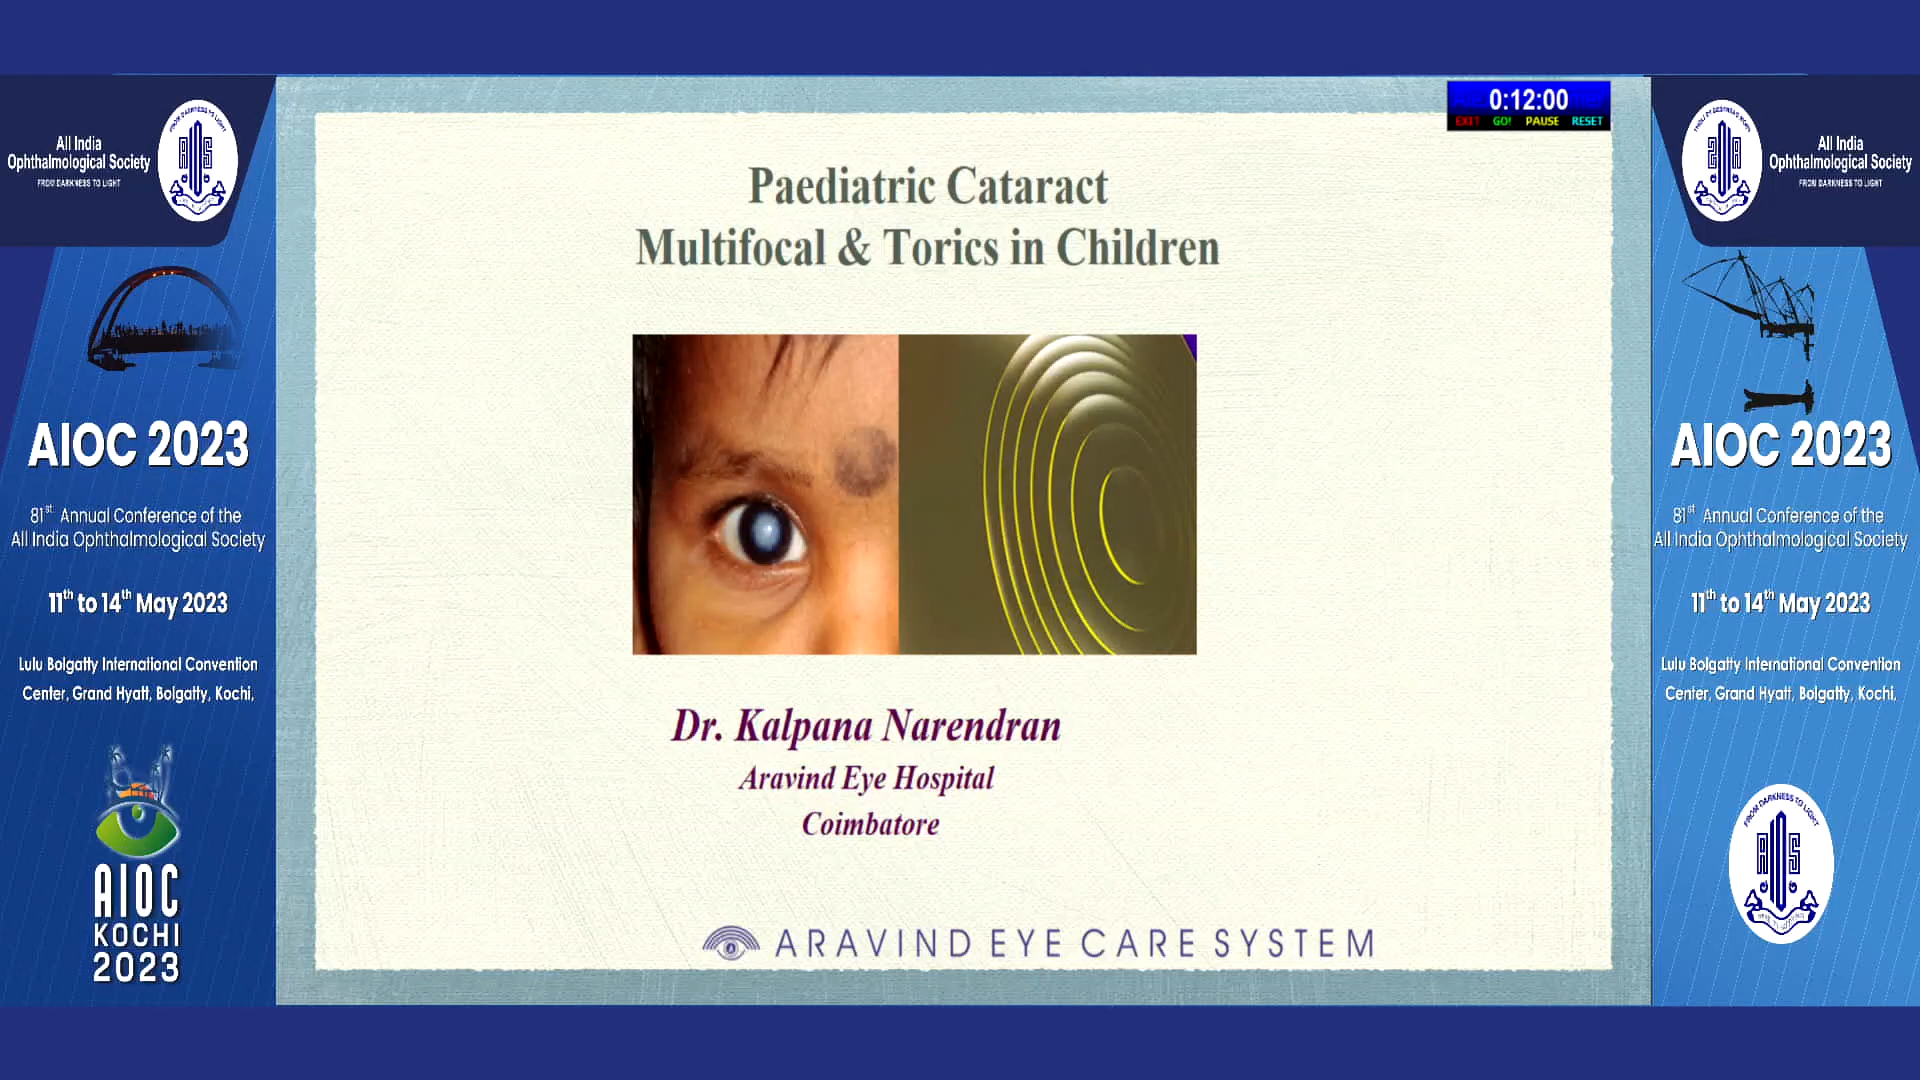 All India
Ophthalmological Society
FROM DARKNESS TO LIGHT
AIOC 2023
81st Annual Conference of the
All India Ophthalmological Society
11th to 14th May 2023
Lulu Bolgatty International Convention
Center, Grand Hyatt, Bolgatty, Kochi,
AIOC
KOCHI
2023
0:12:00
EXIT GO! PAUSE RESET
Paediatric Cataract
Multifocal & Torics in Children
Dr. Kalpana Narendran
Aravind Eye Hospital
Coimbatore
ARAVIND EYE CARE SYSTEM
All India
Ophthalmological Society
FROM DARKNESS TO LIGHT
AIOC 2023
81st Annual Conference of the
All India Ophthalmological Society
11th to 14th May 2023
Lulu Bolgatty International Convention
Center, Grand Hyatt, Bolgatty, Kochi,
FROM DARKNESS TO LIGHT